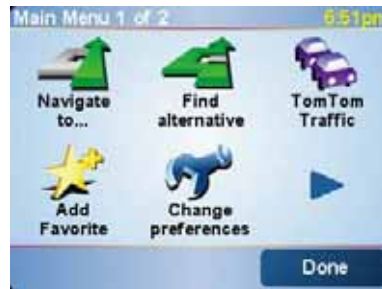 Main Menu 1 of 2
6:51pm
Navigate
to...
Find
alternative
TomTom
Traffic
Add
Favorite
Change
preferences
Done